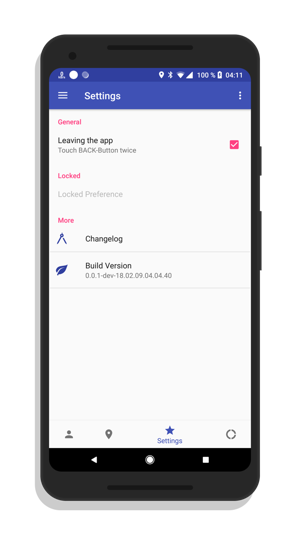 100 % 04:11
Settings
General
Leaving the app
Touch BACK-Button twice
Locked
Locked Preference
More
Changelog
Build Version
0.0.1-dev-18.02.09.04.04.40
Settings